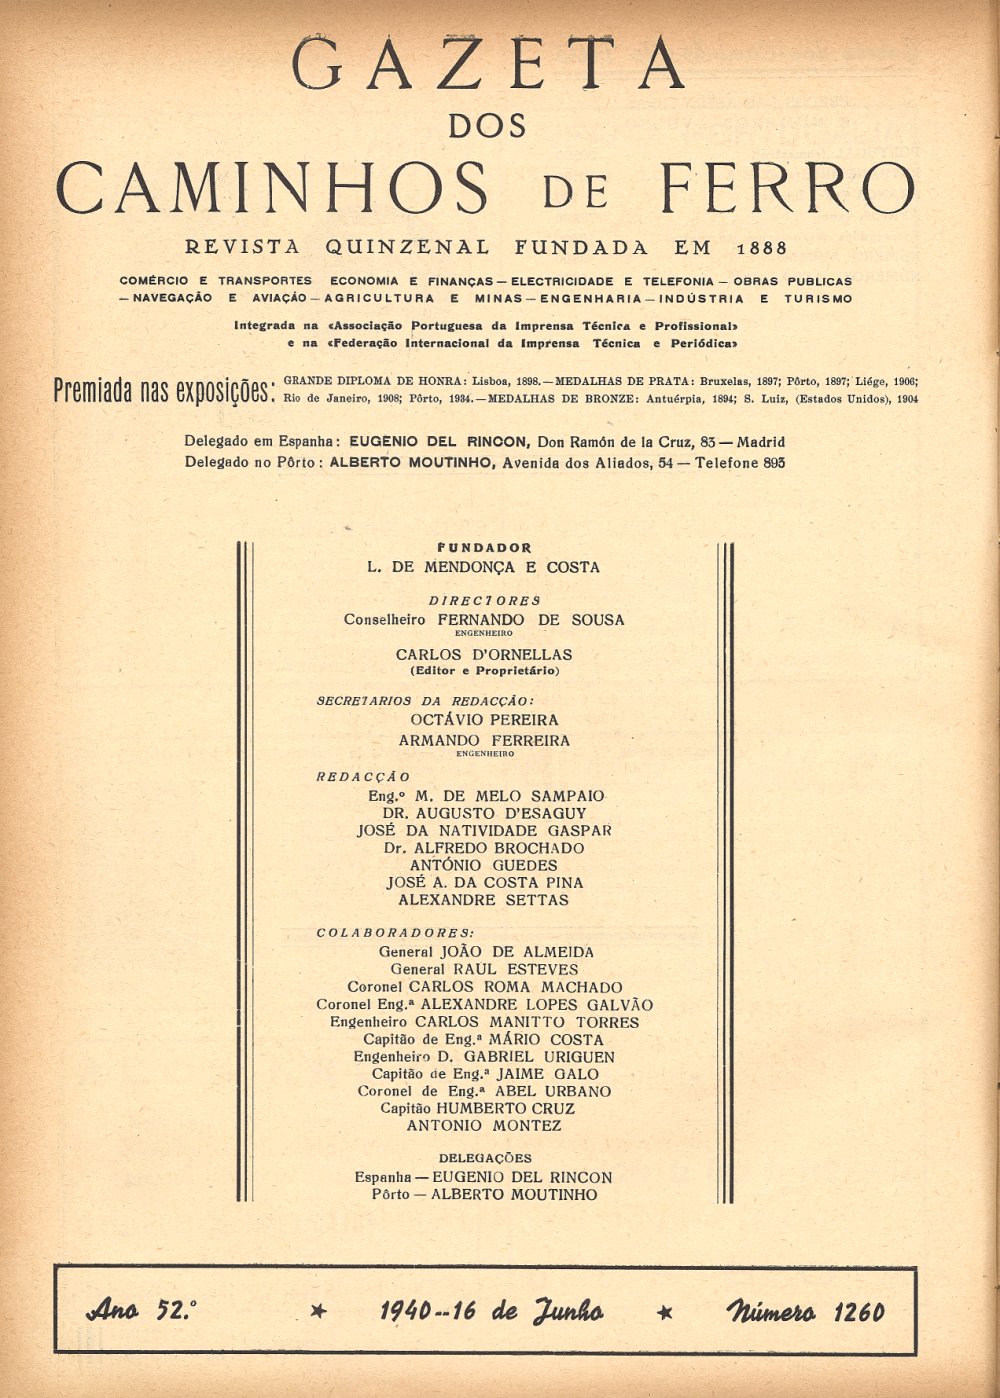 GAZETA
DOS
CAMINHOS DE FERRO
REVISTA QUINZENAL FUNDADA EM 1888
COMÉRCIO E TRANSPORTES ECONOMIA E FINANÇAS — ELECTRICIDADE E TELEFONIA — OBRAS PUBLICAS
— NAVEGAÇÃO E AVIAÇÃO — AGRICULTURA E MINAS — ENGENHARIA — INDÚSTRIA E TURISMO
Integrada na «Associação Portuguesa da Imprensa Técnica e Profissional»
e na «Federação Internacional da Imprensa Técnica e Periódica»
Premiada nas exposições:
GRANDE DIPLOMA DE HONRA: Lisboa, 1898. — MEDALHAS DE PRATA: Bruxelas, 1897; Pôrto, 1897; Liége, 1906;
Rio de Janeiro, 1908; Pôrto, 1934. — MEDALHAS DE BRONZE: Antuérpia, 1894; S. Luiz, (Estados Unidos), 1904
Delegado em Espanha: EUGENIO DEL RINCON, Don Ramón de la Cruz, 83 — Madrid
Delegado no Pôrto: ALBERTO MOUTINHO, Avenida dos Aliados, 54 — Telefone 893
FUNDADOR
L. DE MENDONÇA E COSTA
DIRECTORES
Conselheiro FERNANDO DE SOUSA
ENGENHEIRO
CARLOS D'ORNELLAS
(Editor e Proprietário)
SECRETARIOS DA REDACÇÃO:
OCTÁVIO PEREIRA
ARMANDO FERREIRA
ENGENHEIRO
REDACÇÃO
Eng.º M. DE MELO SAMPAIO
DR. AUGUSTO D'ESAGUY
JOSÉ DA NATIVIDADE GASPAR
Dr. ALFREDO BROCHADO
ANTÓNIO GUEDES
JOSÉ A. DA COSTA PINA
ALEXANDRE SETTAS
COLABORADORES:
General JOÃO DE ALMEIDA
General RAUL ESTEVES
Coronel CARLOS ROMA MACHADO
Coronel Eng.ª ALEXANDRE LOPES GALVÃO
Engenheiro CARLOS MANITTO TORRES
Capitão de Eng.ª MÁRIO COSTA
Engenheiro D. GABRIEL URIGUEN
Capitão de Eng.ª JAIME GALO
Coronel de Eng.ª ABEL URBANO
Capitão HUMBERTO CRUZ
ANTONIO MONTEZ
DELEGAÇÕES
Espanha — EUGENIO DEL RINCON
Pôrto — ALBERTO MOUTINHO
Ano 52.º ★ 1940--16 de Junho ★ Número 1260